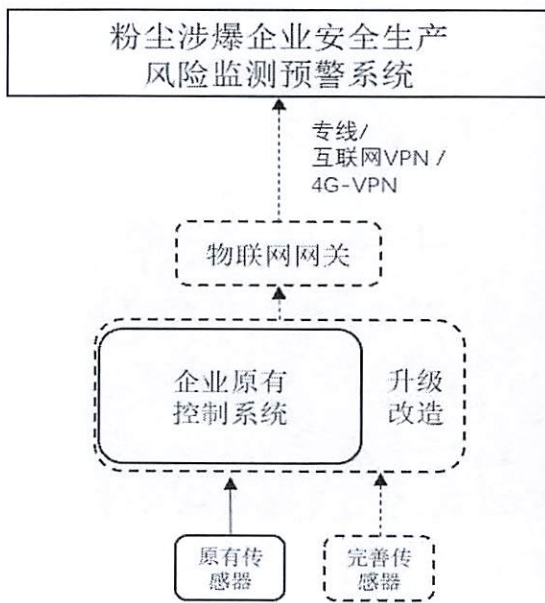 粉尘涉爆企业安全生产
风险监测预警系统
专线/
互联网VPN /
4G-VPN
物联网网关
企业原有
控制系统
升级
改造
原有传
感器
完善传
感器